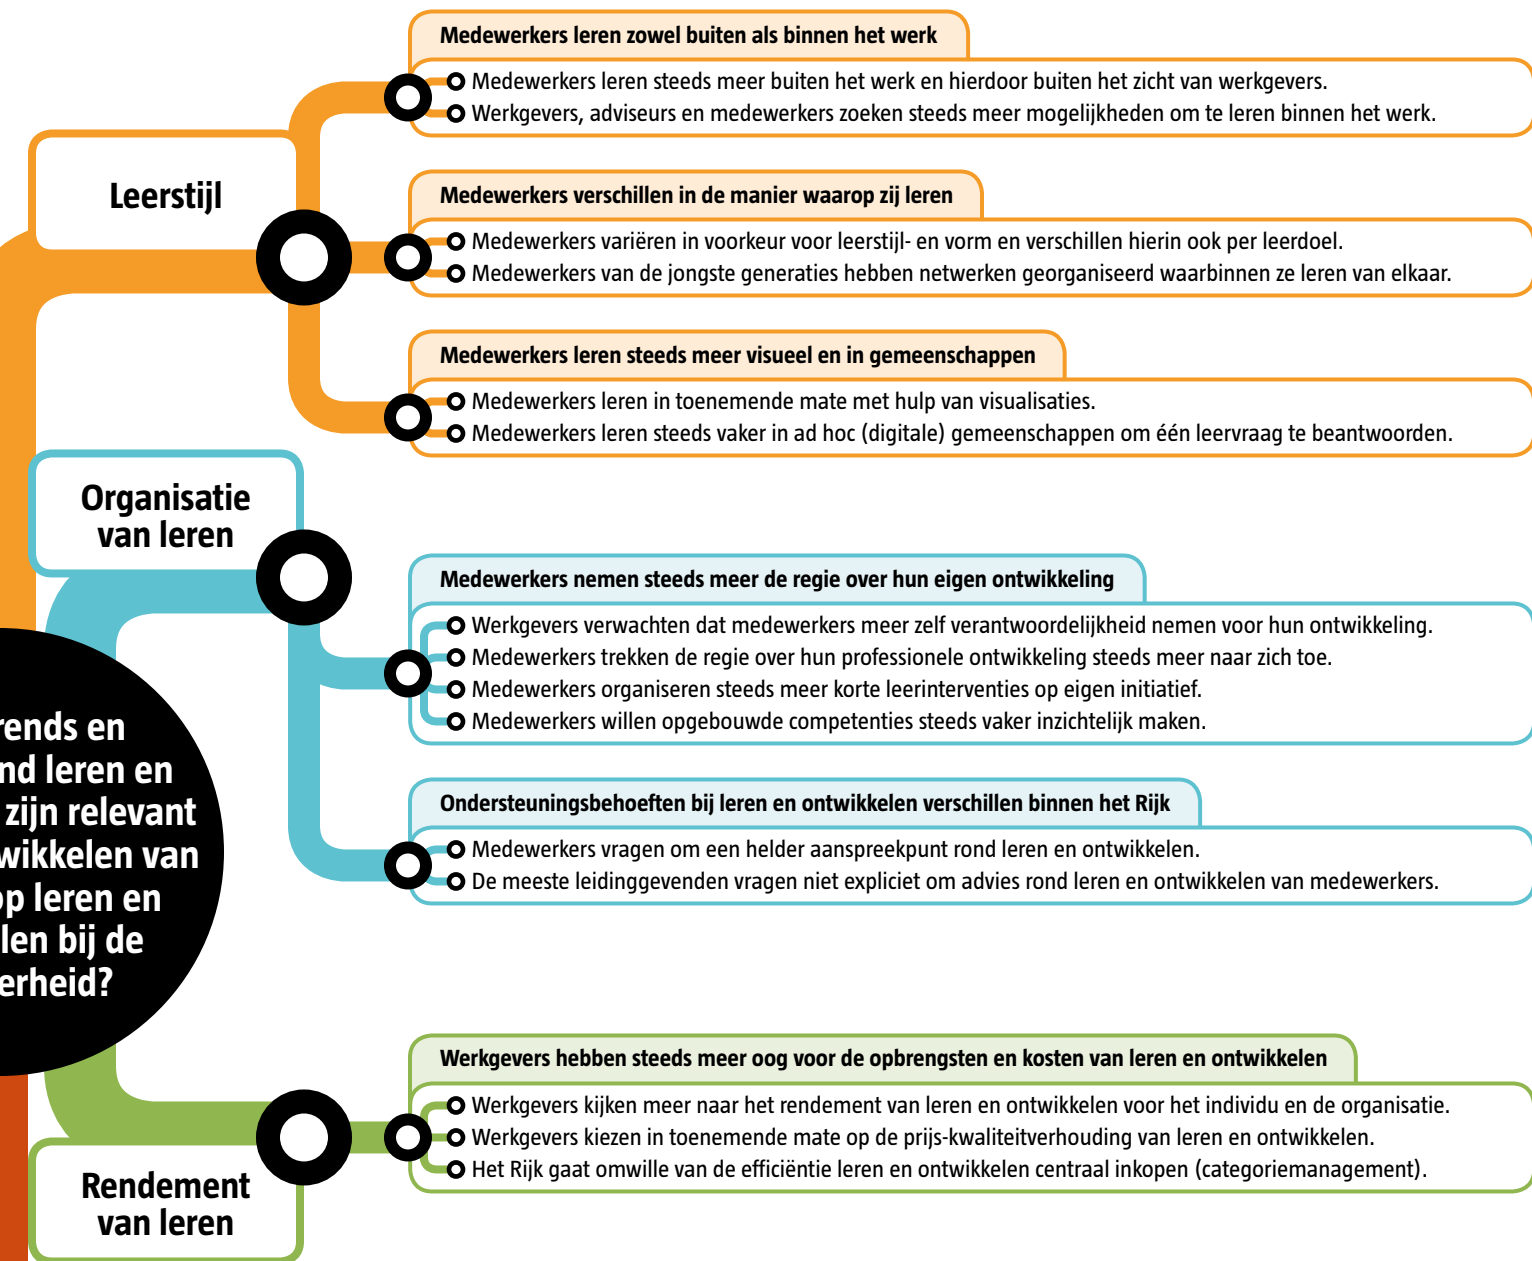 Medewerkers leren zowel buiten als binnen het werk
Medewerkers leren steeds meer buiten het werk en hierdoor buiten het zicht van werkgevers.
Werkgevers, adviseurs en medewerkers zoeken steeds meer mogelijkheden om te leren binnen het werk.
Leerstijl
Medewerkers verschillen in de manier waarop zij leren
Medewerkers variëren in voorkeur voor leerstijl- en vorm en verschillen hierin ook per leerdoel.
Medewerkers van de jongste generaties hebben netwerken georganiseerd waarbinnen ze leren van elkaar.
Medewerkers leren steeds meer visueel en in gemeenschappen
Medewerkers leren in toenemende mate met hulp van visualisaties.
Medewerkers leren steeds vaker in ad hoc (digitale) gemeenschappen om één leervraag te beantwoorden.
Organisatie
van leren
Medewerkers nemen steeds meer de regie over hun eigen ontwikkeling
Werkgevers verwachten dat medewerkers meer zelf verantwoordelijkheid nemen voor hun ontwikkeling.
Medewerkers trekken de regie over hun professionele ontwikkeling steeds meer naar zich toe.
Medewerkers organiseren steeds meer korte leerinterventies op eigen initiatief.
Medewerkers willen opgebouwde competenties steeds vaker inzichtelijk maken.
Ondersteuningsbehoeften bij leren en ontwikkelen verschillen binnen het Rijk
Medewerkers vragen om een helder aanspreekpunt rond leren en ontwikkelen.
De meeste leidinggevenden vragen niet expliciet om advies rond leren en ontwikkelen van medewerkers.
rends en
nd leren en
zijn relevant
wikkelen van
op leren en
len bij de
erheid?
Werkgevers hebben steeds meer oog voor de opbrengsten en kosten van leren en ontwikkelen
Werkgevers kijken meer naar het rendement van leren en ontwikkelen voor het individu en de organisatie.
Werkgevers kiezen in toenemende mate op de prijs-kwaliteitverhouding van leren en ontwikkelen.
Het Rijk gaat omwille van de efficiëntie leren en ontwikkelen centraal inkopen (categoriemanagement).
Rendement
van leren